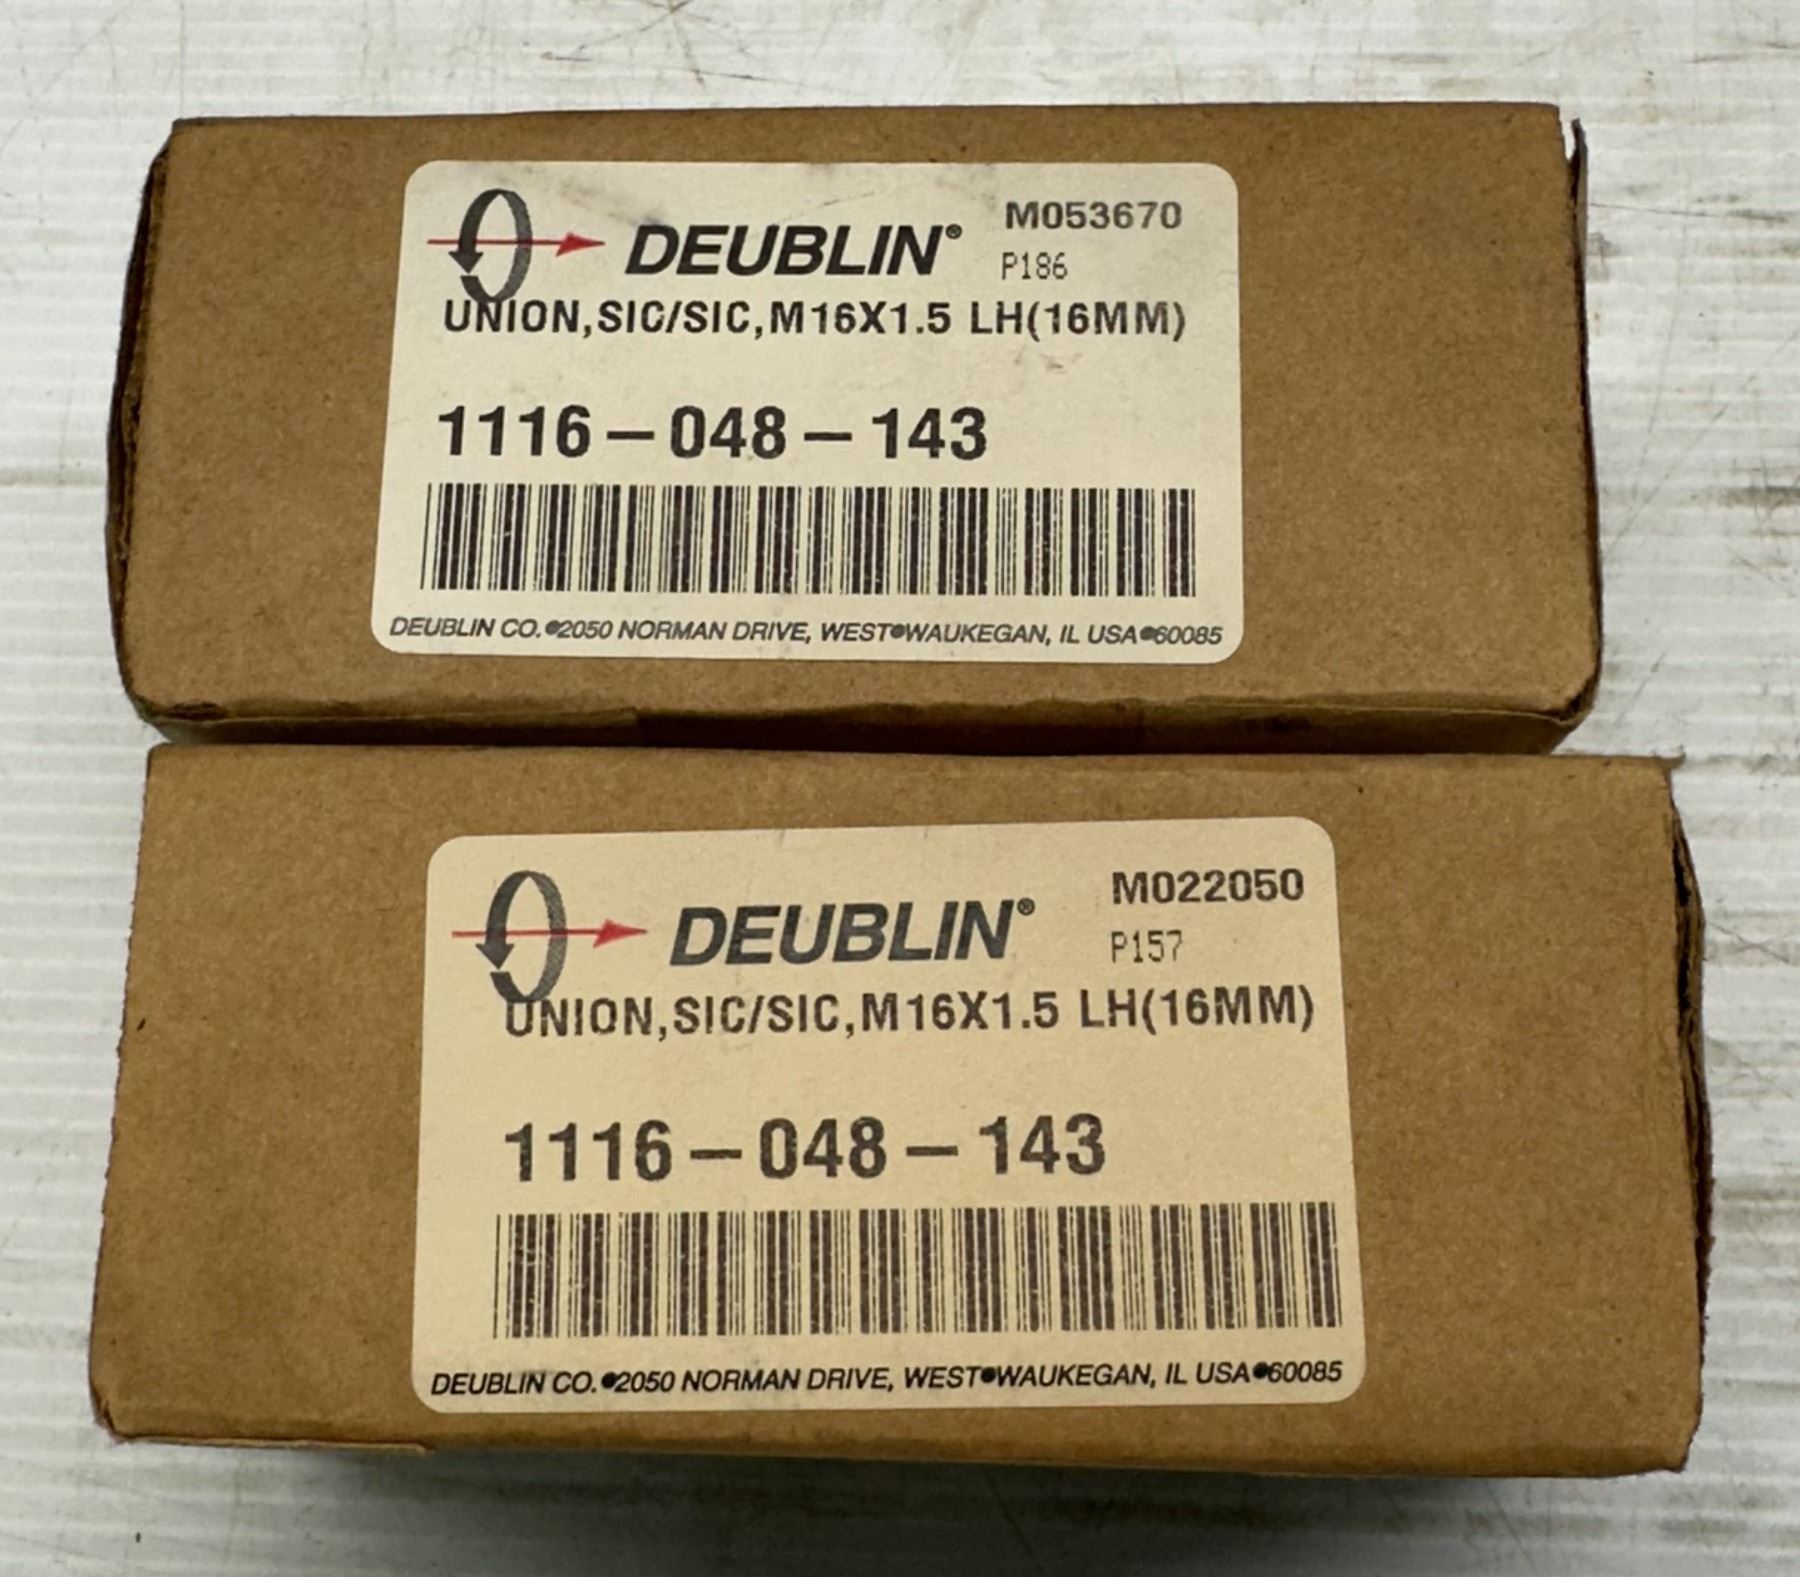 DEUBLIN® M053670
P186
UNION,SIC/SIC,M16X1.5 LH(16MM)
1116-048-143
DEUBLIN CO.●2050 NORMAN DRIVE, WEST●WAUKEGAN, IL USA●60085
DEUBLIN® M022050
P157
UNION,SIC/SIC,M16X1.5 LH(16MM)
1116-048-143
DEUBLIN CO.●2050 NORMAN DRIVE, WEST●WAUKEGAN, IL USA●60085